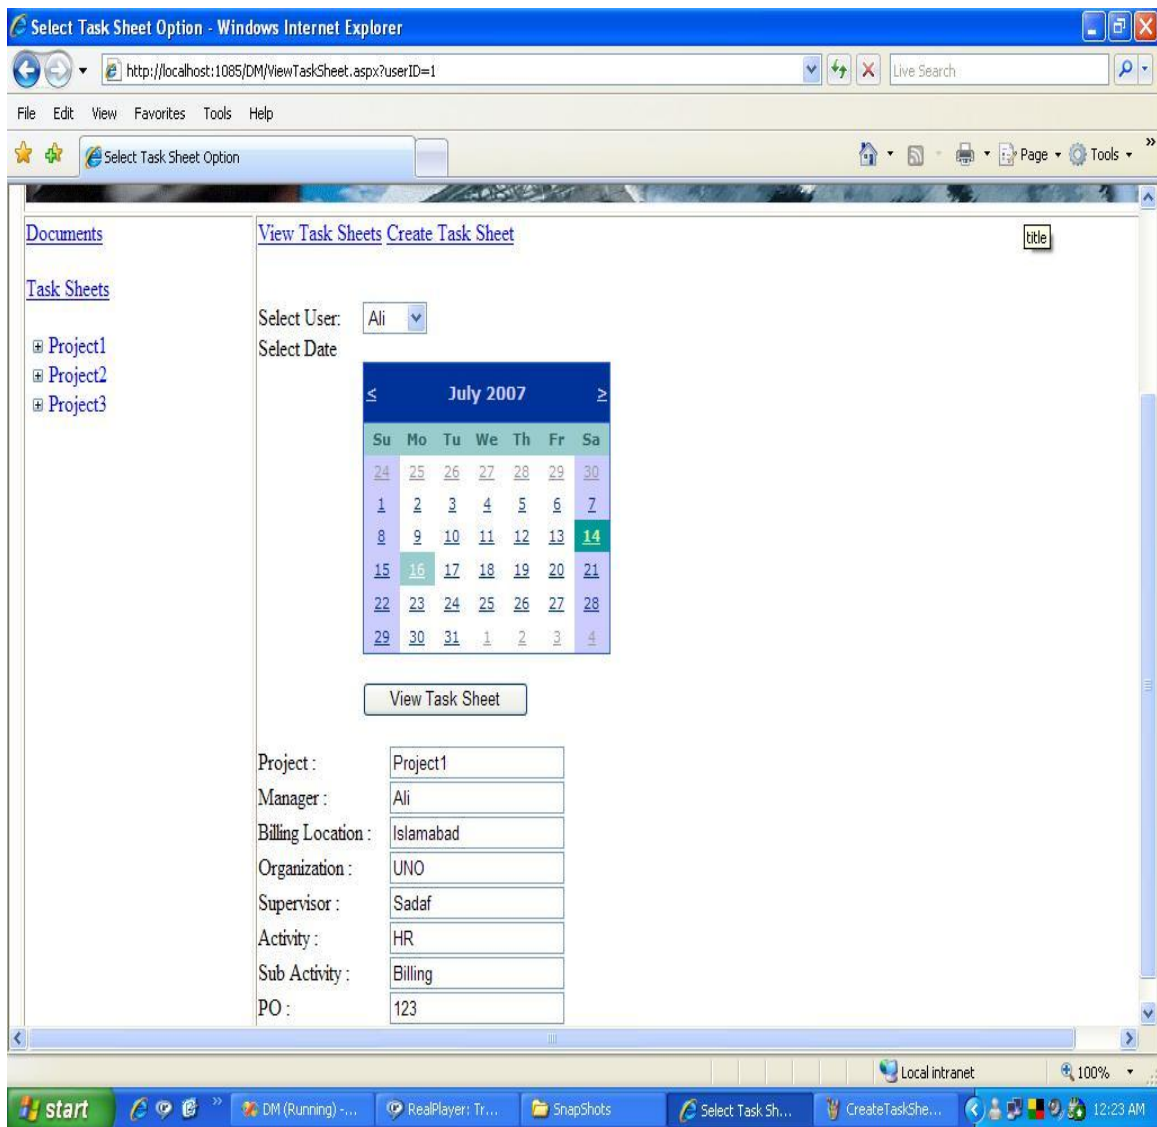 Select Task Sheet Option - Windows Internet Explorer
http://localhost:1085/DM/ViewTaskSheet.aspx?userID=1
Live Search
File Edit View Favorites Tools Help
Select Task Sheet Option
Page Tools
Documents
View Task Sheets Create Task Sheet
title
Task Sheets
Select User: Ali
Project1
Select Date
Project2
Project3
< July 2007 >
Su Mo Tu We Th Fr Sa
24 25 26 27 28 29 30
1 2 3 4 5 6 7
8 9 10 11 12 13 14
15 16 17 18 19 20 21
22 23 24 25 26 27 28
29 30 31 1 2 3 4
View Task Sheet
Project : Project1
Manager : Ali
Billing Location : Islamabad
Organization : UNO
Supervisor : Sadaf
Activity : HR
Sub Activity : Billing
PO : 123
Local intranet 100%
start DM (Running) -... RealPlayer: Tr... SnapShots Select Task Sh... CreateTaskShe... 12:23 AM